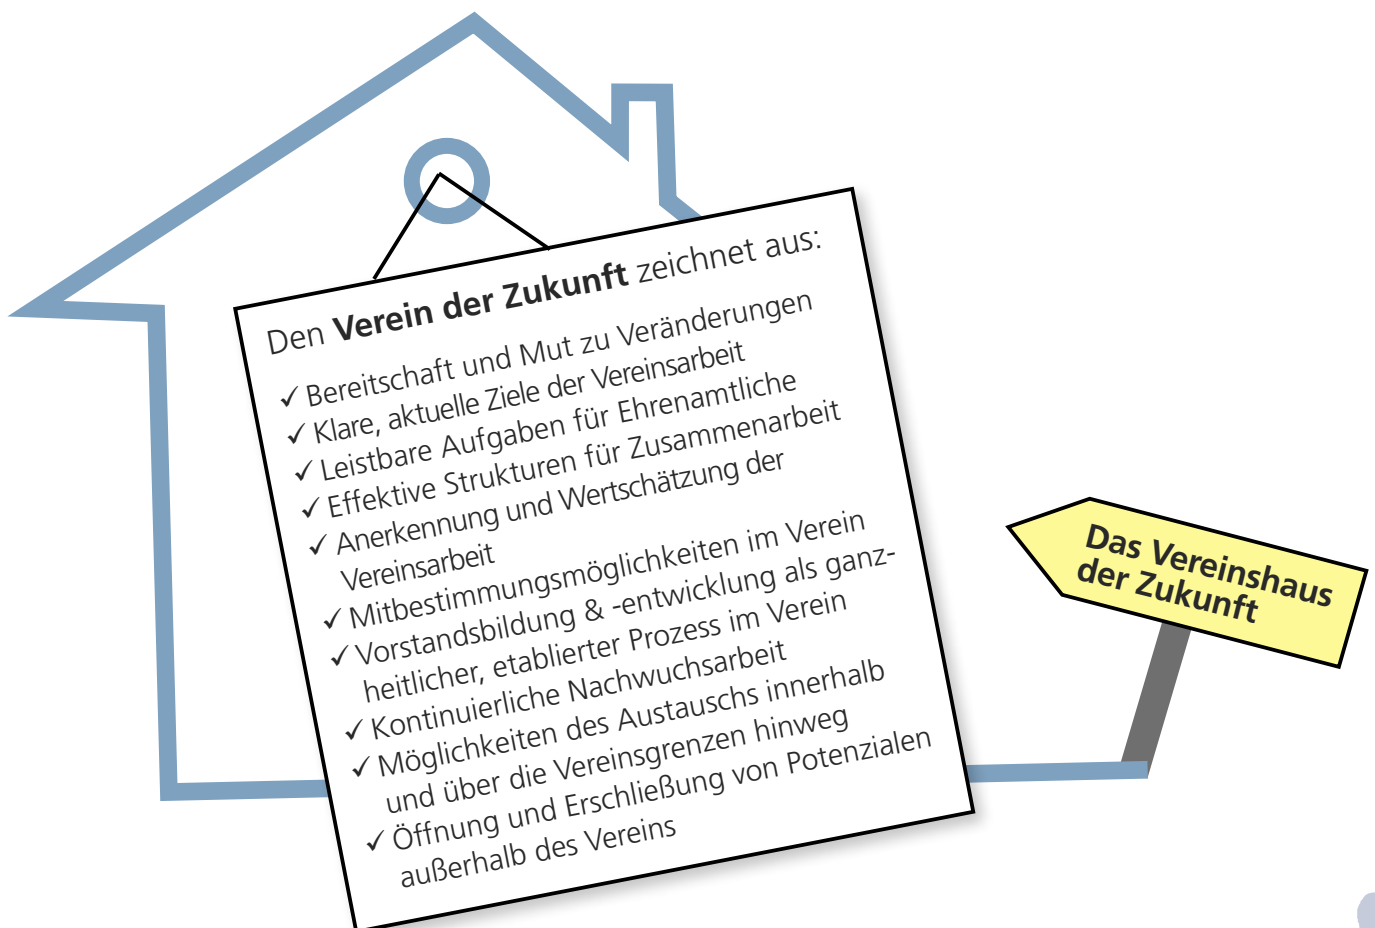 Den Verein der Zukunft zeichnet aus:
✓ Bereitschaft und Mut zu Veränderungen
✓ Klare, aktuelle Ziele der Vereinsarbeit
✓ Leistbare Aufgaben für Ehrenamtliche
✓ Effektive Strukturen für Zusammenarbeit
✓ Anerkennung und Wertschätzung der
Vereinsarbeit
✓ Mitbestimmungsmöglichkeiten im Verein
✓ Vorstandsbildung & -entwicklung als ganz-
heitlicher, etablierter Prozess im Verein
✓ Kontinuierliche Nachwuchsarbeit
✓ Möglichkeiten des Austauschs innerhalb
und über die Vereinsgrenzen hinweg
✓ Öffnung und Erschließung von Potenzialen
außerhalb des Vereins
Das Vereinshaus
der Zukunft